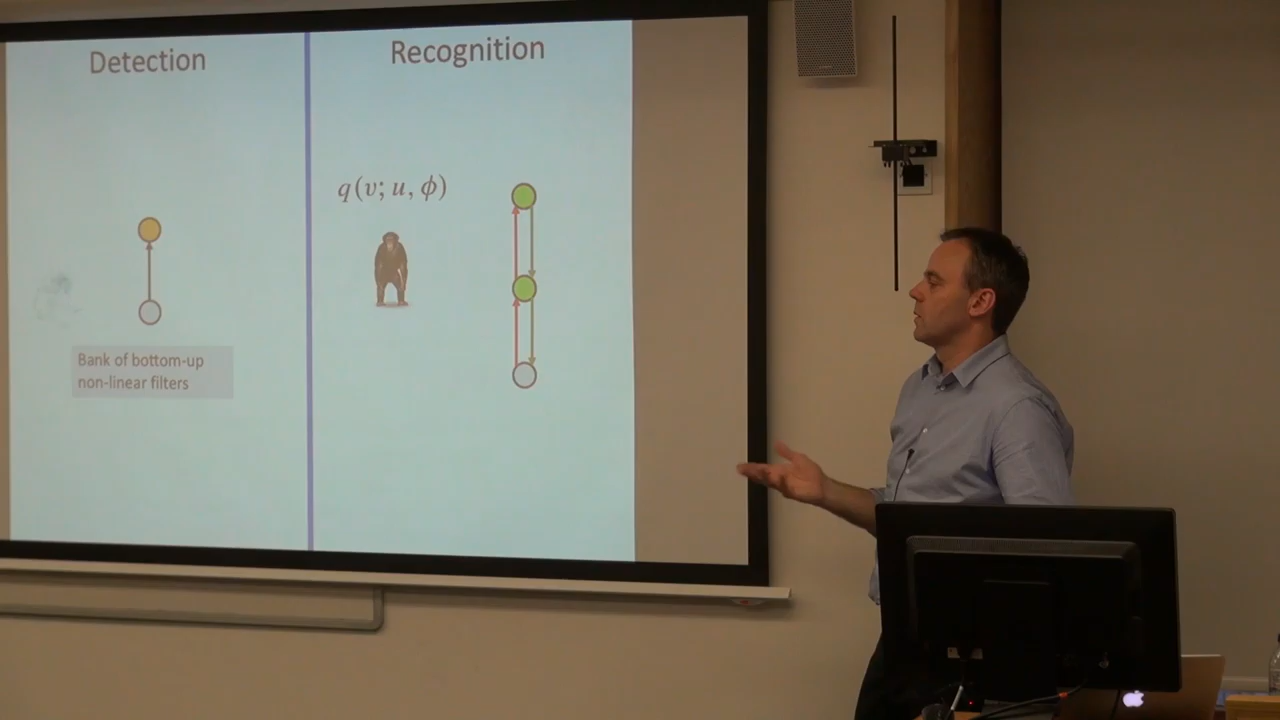 Detection
Recognition
q(v; u, ϕ)
Bank of bottom-up
non-linear filters